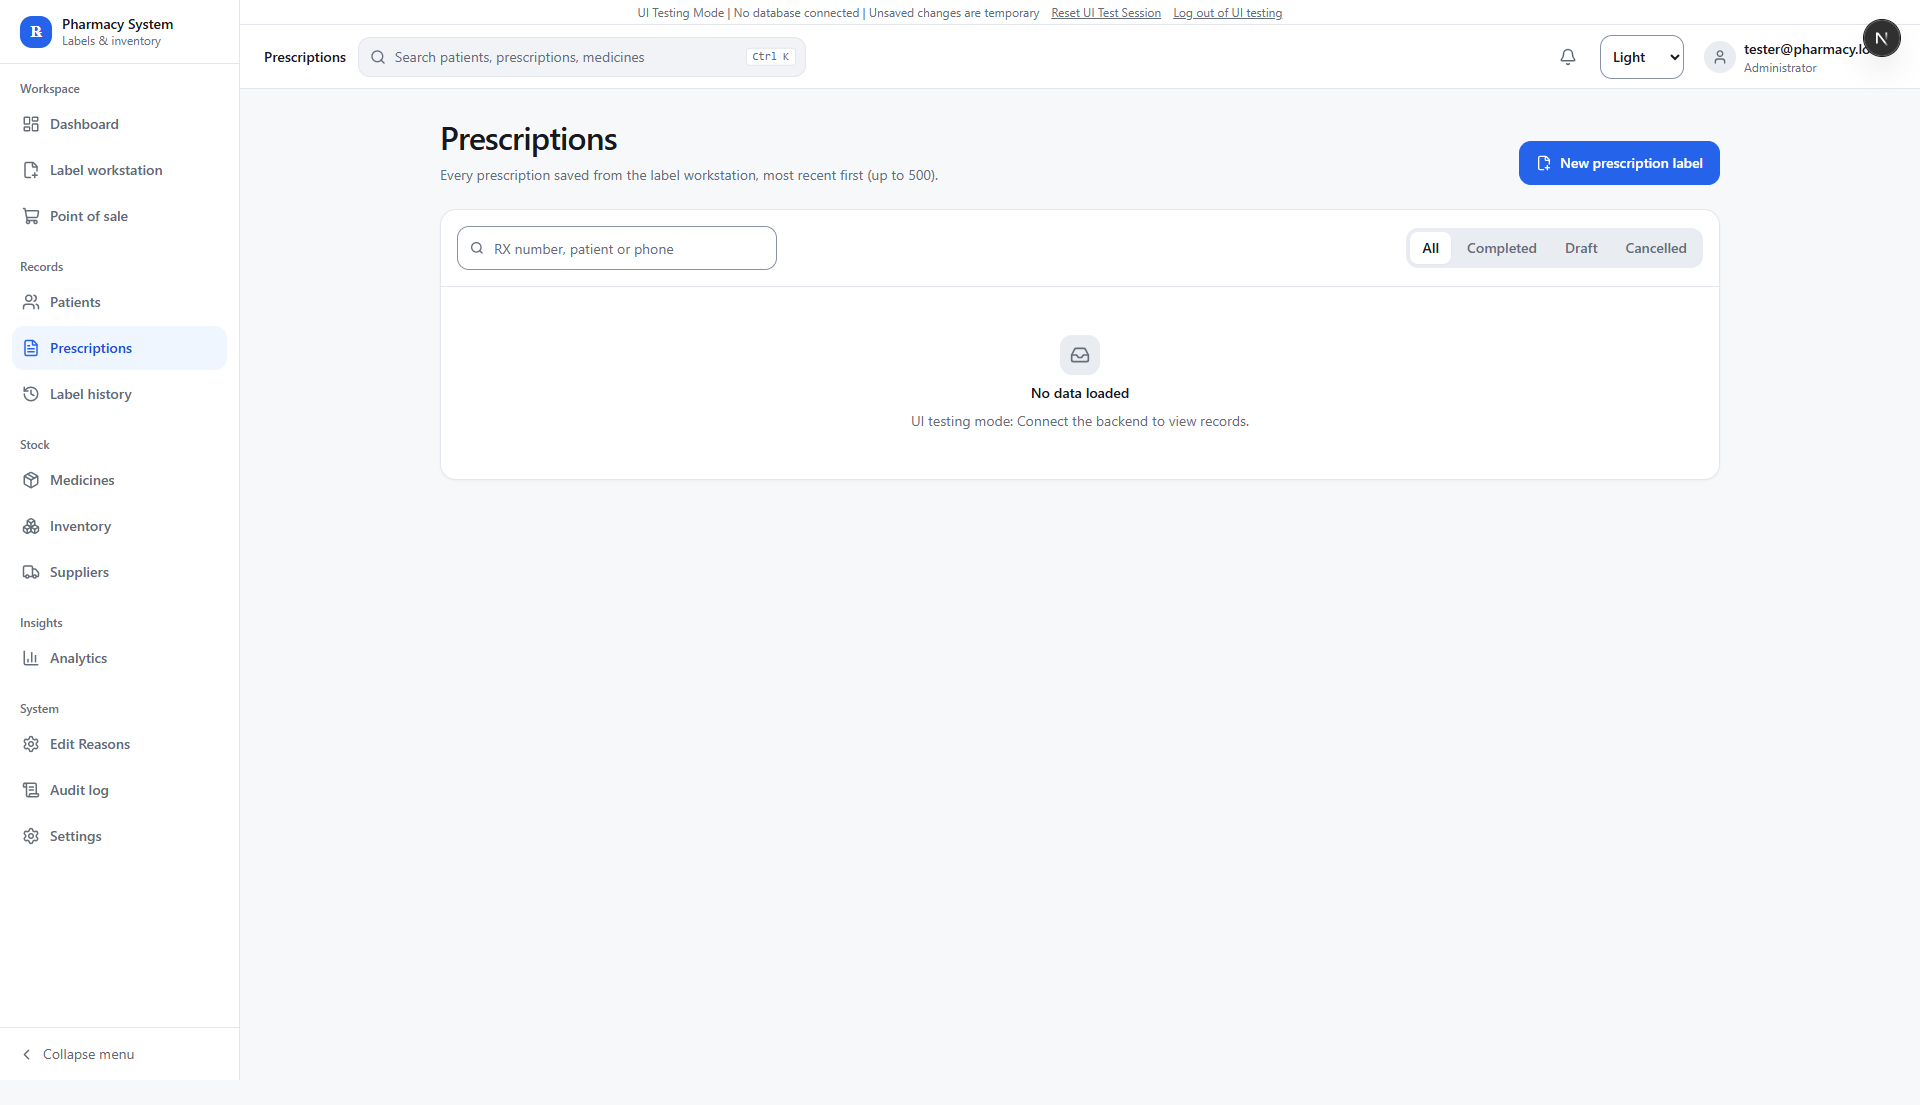 UI Testing Mode | No database connected | Unsaved changes are temporary Reset UI Test Session Log out of UI testing
℞
Pharmacy System
Labels & inventory
Prescriptions
Search patients, prescriptions, medicines
Ctrl K
Light
tester@pharmacy.lo
Administrator
N
Workspace
Dashboard
Label workstation
Point of sale
Records
Patients
Prescriptions
Label history
Stock
Medicines
Inventory
Suppliers
Insights
Analytics
System
Edit Reasons
Audit log
Settings
Collapse menu
Prescriptions
Every prescription saved from the label workstation, most recent first (up to 500).
New prescription label
RX number, patient or phone
All
Completed
Draft
Cancelled
No data loaded
UI testing mode: Connect the backend to view records.